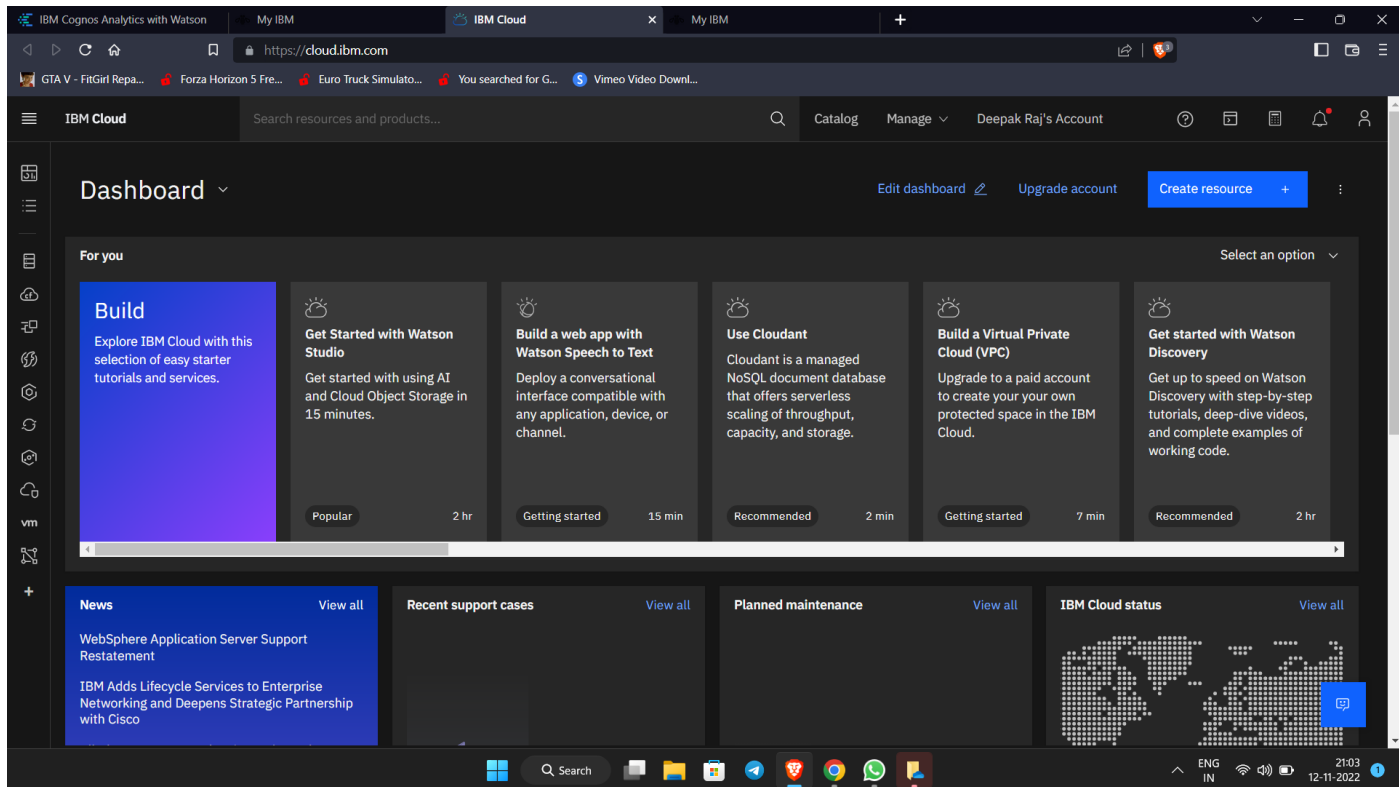 IBM Cognos Analytics with Watson
My IBM
IBM Cloud
My IBM
https://cloud.ibm.com
3
GTA V - FitGirl Repa...
Forza Horizon 5 Fre...
Euro Truck Simulato...
You searched for G...
Vimeo Video Downl...
IBM Cloud
Search resources and products...
Catalog
Manage
Deepak Raj's Account
Dashboard
Edit dashboard
Upgrade account
Create resource +
For you
Select an option
Build
Explore IBM Cloud with this
selection of easy starter
tutorials and services.
Get Started with Watson
Studio
Get started with using AI
and Cloud Object Storage in
15 minutes.
Popular
2 hr
Build a web app with
Watson Speech to Text
Deploy a conversational
interface compatible with
any application, device, or
channel.
Getting started
15 min
Use Cloudant
Cloudant is a managed
NoSQL document database
that offers serverless
scaling of throughput,
capacity, and storage.
Recommended
2 min
Build a Virtual Private
Cloud (VPC)
Upgrade to a paid account
to create your your own
protected space in the IBM
Cloud.
Getting started
7 min
Get started with Watson
Discovery
Get up to speed on Watson
Discovery with step-by-step
tutorials, deep-dive videos,
and complete examples of
working code.
Recommended
2 hr
vm
News
View all
WebSphere Application Server Support
Restatement
IBM Adds Lifecycle Services to Enterprise
Networking and Deepens Strategic Partnership
with Cisco
Recent support cases
View all
Planned maintenance
View all
IBM Cloud status
View all
Search
ENG
IN
21:03
12-11-2022
1